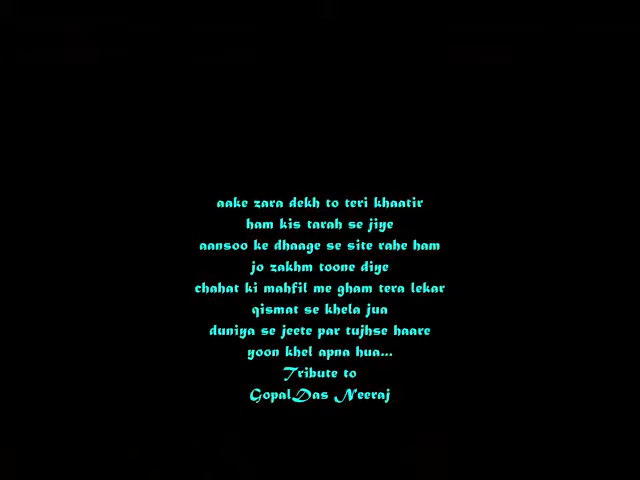 aake zara dekh to teri khaatir
ham kis tarah se jiye
aansoo ke dhaage se site rahe ham
jo zakhm toone diye
chahat ki mahfil me gham tera lekar
qismat se khela jua
duniya se jeete par tujhse haare
yoon khel apna hua...
Tribute to
GopalDas Neeraj